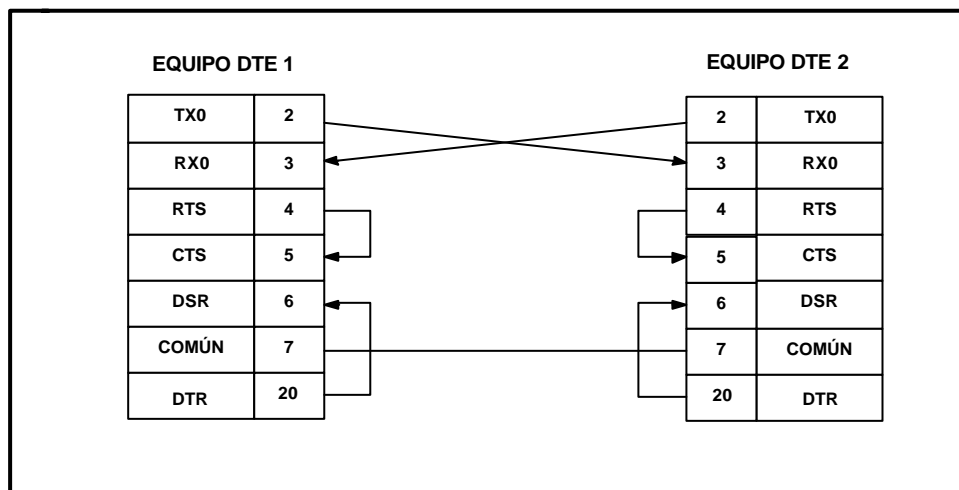 EQUIPO DTE 1
EQUIPO DTE 2
TX0 2
2 TX0
RX0 3
3 RX0
RTS 4
4 RTS
CTS 5
5 CTS
DSR 6
6 DSR
COMÚN 7
7 COMÚN
DTR 20
20 DTR